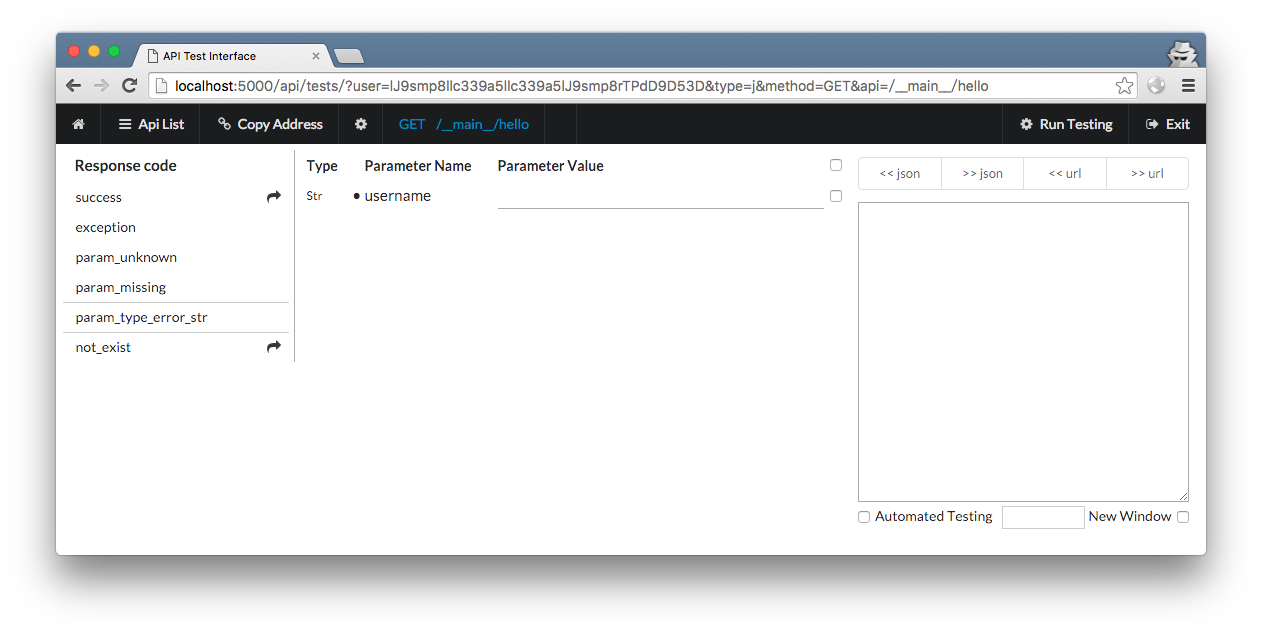 API Test Interface
localhost:5000/api/tests/?user=lJ9smp8llc339a5llc339a5lJ9smp8rTPdD9D53D&type=j&method=GET&api=/__main__/hello
Api List Copy Address GET /__main__/hello Run Testing Exit
Response code Type Parameter Name Parameter Value
<< json >> json << url >> url
success Str • username
exception
param_unknown
param_missing
param_type_error_str
not_exist
Automated Testing New Window